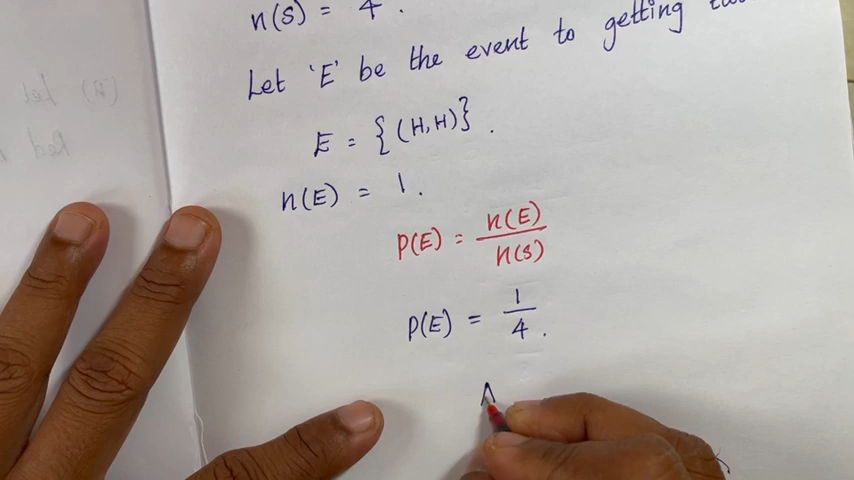 n(S) = 4 .
Let 'E' be the event to getting
E = {(H,H)} .
n(E) = 1 .
P(E) = n(E) / n(S)
P(E) = 1 / 4 .